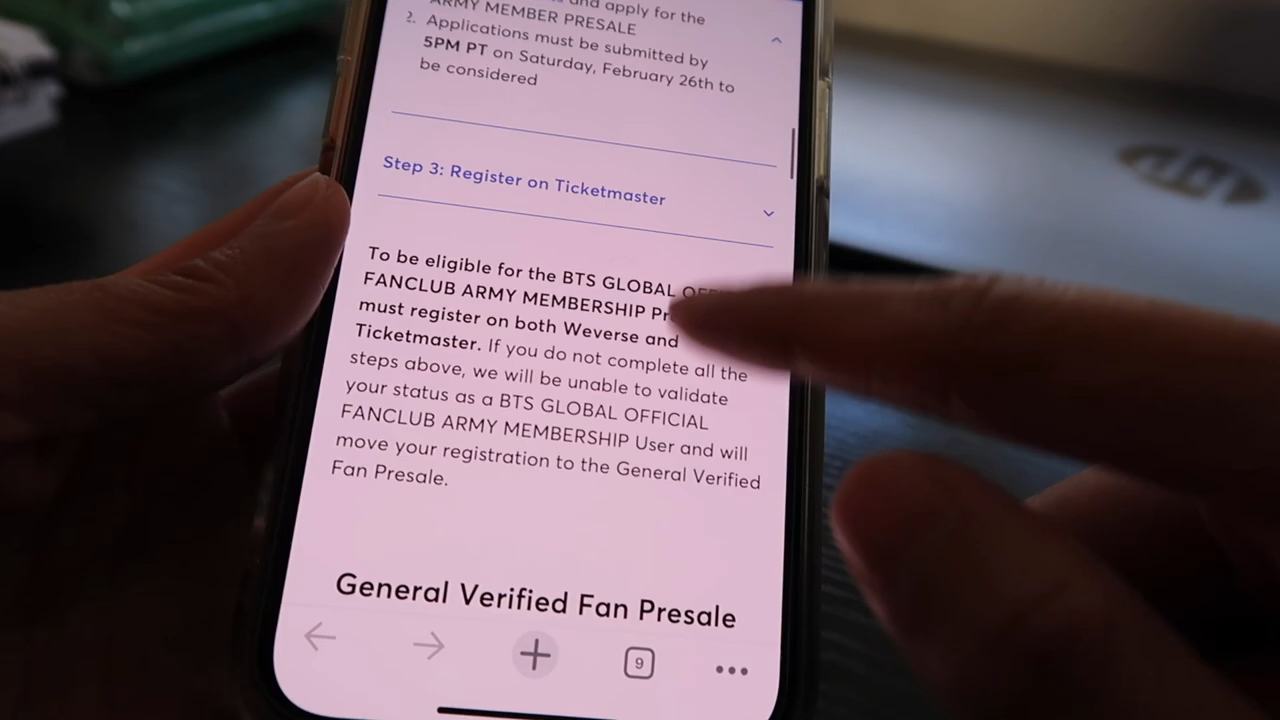 and apply for the
ARMY MEMBER PRESALE
2. Applications must be submitted by
5PM PT on Saturday, February 26th to
be considered
Step 3: Register on Ticketmaster
To be eligible for the BTS GLOBAL
FANCLUB ARMY MEMBERSHIP
must register on both Weverse and
Ticketmaster. If you do not complete all the
steps above, we will be unable to validate
your status as a BTS GLOBAL OFFICIAL
FANCLUB ARMY MEMBERSHIP User and will
move your registration to the General Verified
Fan Presale.
General Verified Fan Presale
9